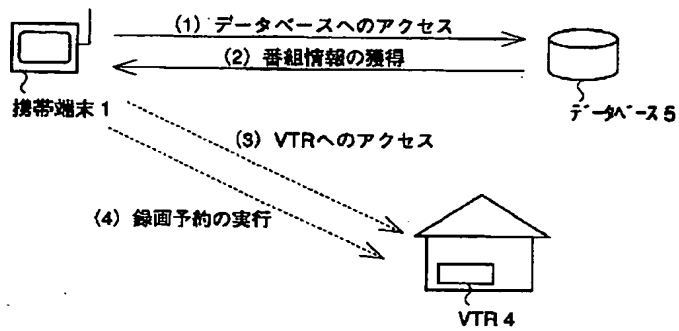 (1) データベースへのアクセス
(2) 番組情報の獲得
携帯端末 1
データベース 5
(3) VTRへのアクセス
(4) 録画予約の実行
VTR 4